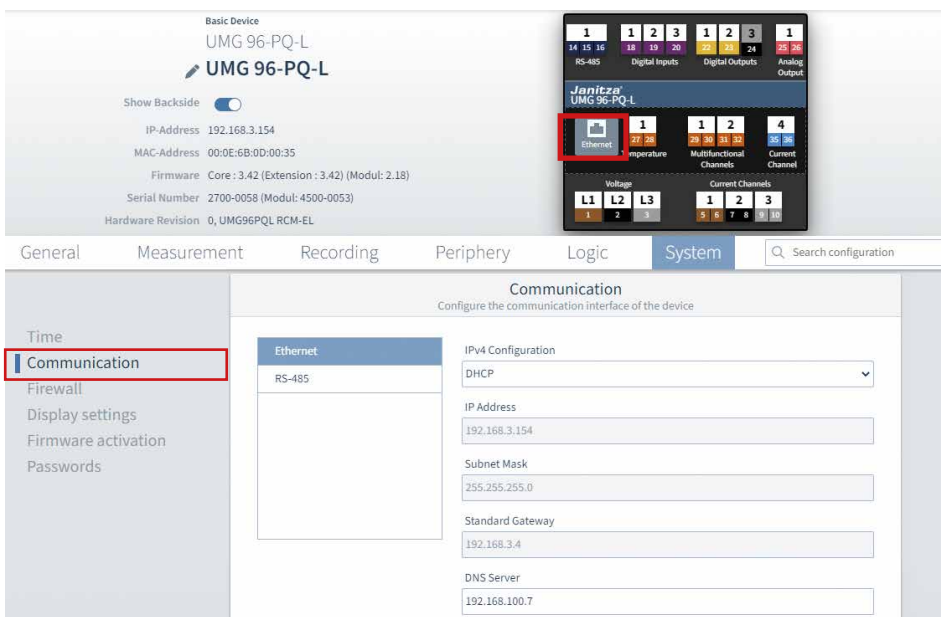 Basic Device
UMG 96-PQ-L
UMG 96-PQ-L
Show Backside
IP-Address 192.168.3.154
MAC-Address 00:0E:6B:0D:00:35
Firmware Core : 3.42 (Extension : 3.42) (Modul: 2.18)
Serial Number 2700-0058 (Modul: 4500-0053)
Hardware Revision 0, UMG96PQL RCM-EL
1 1 2 3 1 2 3 1
14 15 16 18 19 20 22 23 24 25 26
RS-485 Digital Inputs Digital Outputs Analog Output
Janitza
UMG 96-PQ-L
1 1 2 4
Ethernet 27 28 29 30 31 32 35 36
Temperature Multifunctional Channels Current Channel
Voltage Current Channels
L1 L2 L3 1 2 3
1 2 3 5 6 7 8 9 10
General Measurement Recording Periphery Logic System Search configuration
Communication
Configure the communication interface of the device
Time
Communication
Firewall
Display settings
Firmware activation
Passwords
Ethernet
RS-485
IPv4 Configuration
DHCP
IP Address
192.168.3.154
Subnet Mask
255.255.255.0
Standard Gateway
192.168.3.4
DNS Server
192.168.100.7